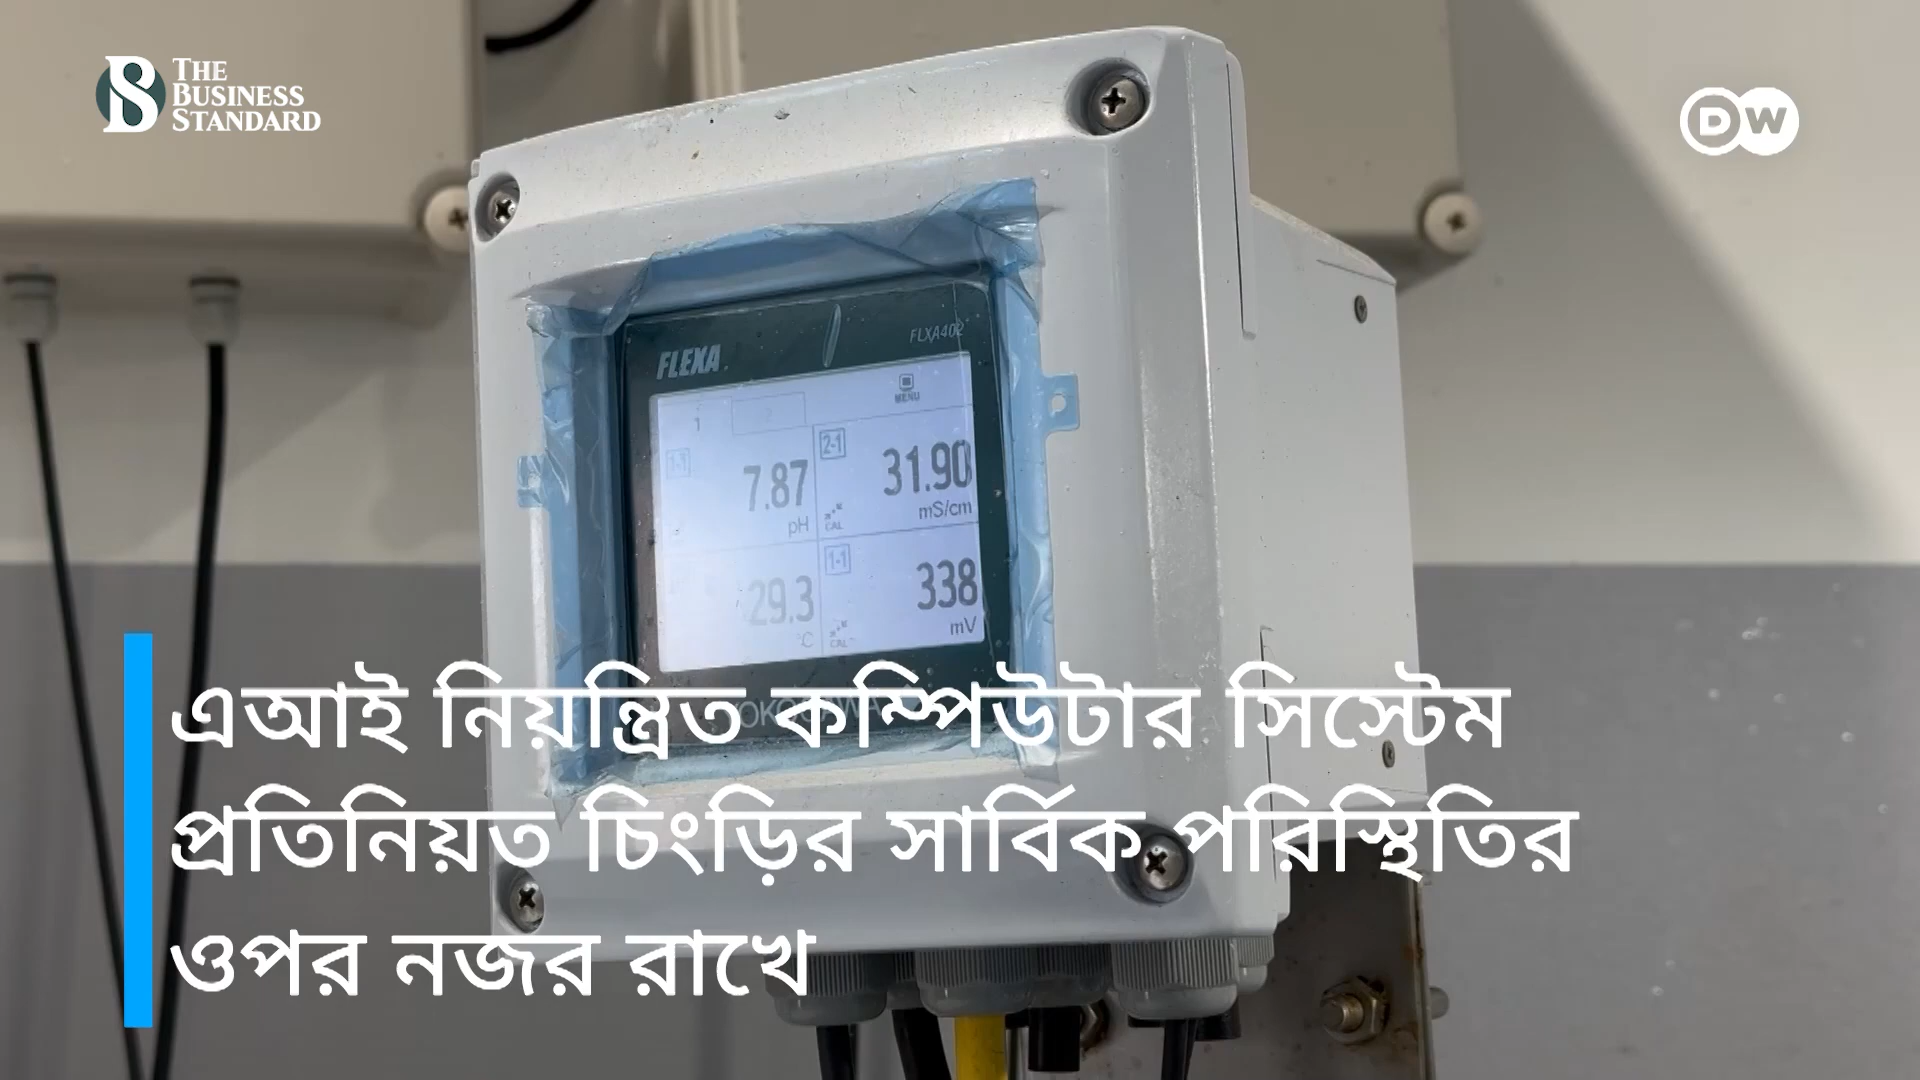 THE
BUSINESS
STANDARD
DW
FLEXA
FLXA402
MENU
1
2
1-1
7.87
pH
2-1
31.90
CAL
mS/cm
29.3
°C
1-1
338
CAL
mV
এআই নিয়ন্ত্রিত কম্পিউটার সিস্টেম
প্রতিনিয়ত চিংড়ির সার্বিক পরিস্থিতির
ওপর নজর রাখে